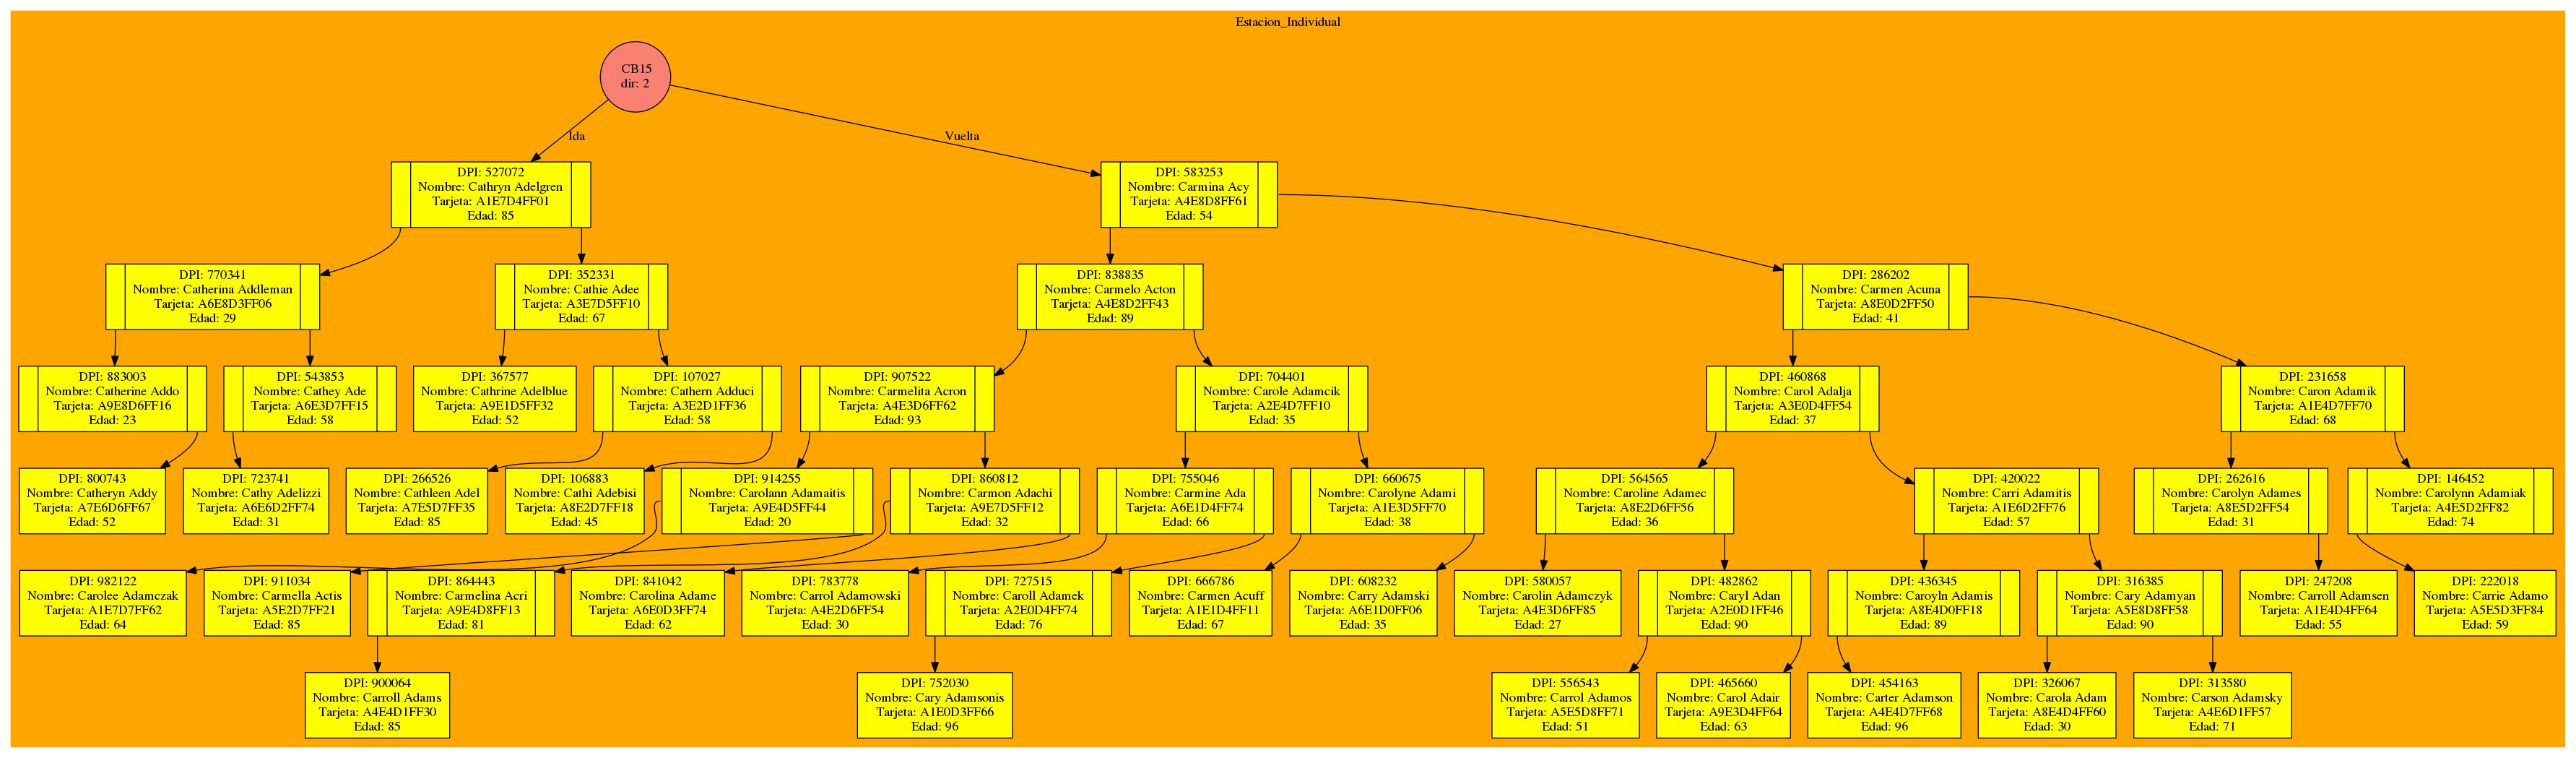 Estacion_Individual
CB15
dir: 2
Ida
Vuelta
DPI: 527072
Nombre: Cathryn Adelgren
Tarjeta: A1E7D4FF01
Edad: 85
DPI: 583253
Nombre: Carmina Acy
Tarjeta: A4E8D8FF61
Edad: 54
DPI: 770341
Nombre: Catherina Addleman
Tarjeta: A6E8D3FF06
Edad: 29
DPI: 352331
Nombre: Cathie Adee
Tarjeta: A3E7D5FF10
Edad: 67
DPI: 838835
Nombre: Carmelo Acton
Tarjeta: A4E8D2FF43
Edad: 89
DPI: 286202
Nombre: Carmen Acuna
Tarjeta: A8E0D2FF50
Edad: 41
DPI: 883003
Nombre: Catherine Addo
Tarjeta: A9E8D6FF16
Edad: 23
DPI: 543853
Nombre: Cathey Ade
Tarjeta: A6E3D7FF15
Edad: 58
DPI: 367577
Nombre: Cathrine Adelblue
Tarjeta: A9E1D5FF32
Edad: 52
DPI: 107027
Nombre: Cathern Adduci
Tarjeta: A3E2D1FF36
Edad: 58
DPI: 907522
Nombre: Carmelita Acron
Tarjeta: A4E3D6FF62
Edad: 93
DPI: 704401
Nombre: Carole Adamcik
Tarjeta: A2E4D7FF10
Edad: 35
DPI: 460868
Nombre: Carol Adalja
Tarjeta: A3E0D4FF54
Edad: 37
DPI: 231658
Nombre: Caron Adamik
Tarjeta: A1E4D7FF70
Edad: 68
DPI: 800743
Nombre: Catheryn Addy
Tarjeta: A7E6D6FF67
Edad: 52
DPI: 723741
Nombre: Cathy Adelizzi
Tarjeta: A6E6D2FF74
Edad: 31
DPI: 266526
Nombre: Cathleen Adel
Tarjeta: A7E5D7FF35
Edad: 85
DPI: 106883
Nombre: Cathi Adebisi
Tarjeta: A8E2D7FF18
Edad: 45
DPI: 914255
Nombre: Carolann Adamaitis
Tarjeta: A9E4D5FF44
Edad: 20
DPI: 860812
Nombre: Carmon Adachi
Tarjeta: A9E7D5FF12
Edad: 32
DPI: 755046
Nombre: Carmine Ada
Tarjeta: A6E1D4FF74
Edad: 66
DPI: 660675
Nombre: Carolyne Adami
Tarjeta: A1E3D5FF70
Edad: 38
DPI: 564565
Nombre: Caroline Adamec
Tarjeta: A8E2D6FF56
Edad: 36
DPI: 420022
Nombre: Carri Adamitis
Tarjeta: A1E6D2FF76
Edad: 57
DPI: 262616
Nombre: Carolyn Adames
Tarjeta: A8E5D2FF54
Edad: 31
DPI: 146452
Nombre: Carolynn Adamiak
Tarjeta: A4E5D2FF82
Edad: 74
DPI: 982122
Nombre: Carolee Adamczak
Tarjeta: A1E7D7FF62
Edad: 64
DPI: 911034
Nombre: Carmella Actis
Tarjeta: A5E2D7FF21
Edad: 85
DPI: 864443
Nombre: Carmelina Acri
Tarjeta: A9E4D8FF13
Edad: 81
DPI: 841042
Nombre: Carolina Adame
Tarjeta: A6E0D3FF74
Edad: 62
DPI: 783778
Nombre: Carrol Adamowski
Tarjeta: A4E2D6FF54
Edad: 30
DPI: 727515
Nombre: Caroll Adamek
Tarjeta: A2E0D4FF74
Edad: 76
DPI: 666786
Nombre: Carmen Acuff
Tarjeta: A1E1D4FF11
Edad: 67
DPI: 608232
Nombre: Carry Adamski
Tarjeta: A6E1D0FF06
Edad: 35
DPI: 580057
Nombre: Carolin Adamczyk
Tarjeta: A4E3D6FF85
Edad: 27
DPI: 482862
Nombre: Caryl Adan
Tarjeta: A2E0D1FF46
Edad: 90
DPI: 436345
Nombre: Caroyln Adamis
Tarjeta: A8E4D0FF18
Edad: 89
DPI: 316385
Nombre: Cary Adamyan
Tarjeta: A5E8D8FF58
Edad: 90
DPI: 247208
Nombre: Carroll Adamsen
Tarjeta: A1E4D4FF64
Edad: 55
DPI: 222018
Nombre: Carrie Adamo
Tarjeta: A5E5D3FF84
Edad: 59
DPI: 900064
Nombre: Carroll Adams
Tarjeta: A4E4D1FF30
Edad: 85
DPI: 752030
Nombre: Cary Adamsonis
Tarjeta: A1E0D3FF66
Edad: 96
DPI: 556543
Nombre: Carrol Adamos
Tarjeta: A5E5D8FF71
Edad: 51
DPI: 465660
Nombre: Carol Adair
Tarjeta: A9E3D4FF64
Edad: 63
DPI: 454163
Nombre: Carter Adamson
Tarjeta: A4E4D7FF68
Edad: 96
DPI: 326067
Nombre: Carola Adam
Tarjeta: A8E4D4FF60
Edad: 30
DPI: 313580
Nombre: Carson Adamsky
Tarjeta: A4E6D1FF57
Edad: 71